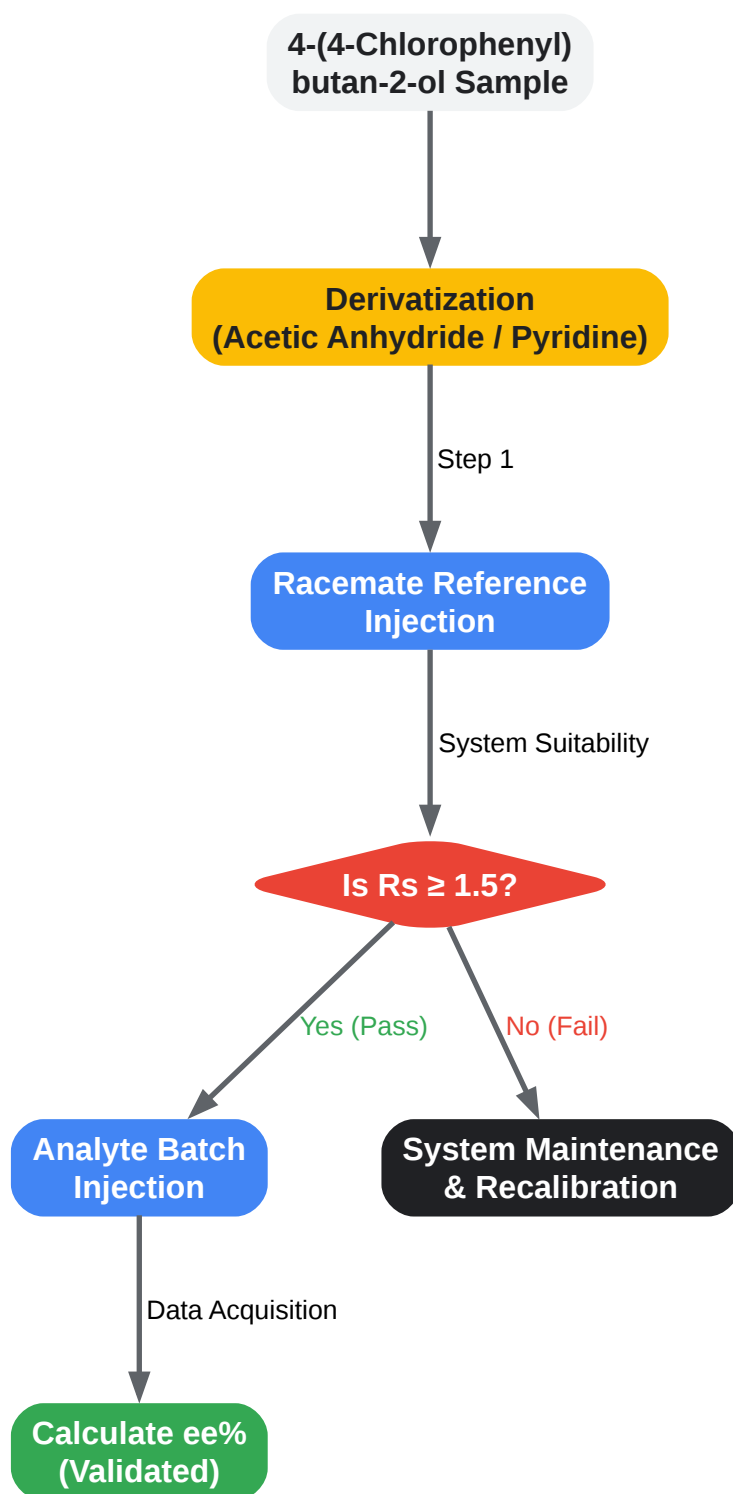 4-(4-Chlorophenyl)
butan-2-ol Sample
Derivatization
(Acetic Anhydride / Pyridine)
Step 1
Racemate Reference
Injection
System Suitability
Is Rs ≥ 1.5?
Yes (Pass)
No (Fail)
Analyte Batch
Injection
System Maintenance
& Recalibration
Data Acquisition
Calculate ee%
(Validated)